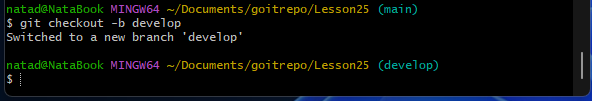 natad@NataBook MINGW64 ~/Documents/goitrepo/Lesson25 (main)
$ git checkout -b develop
Switched to a new branch 'develop'
natad@NataBook MINGW64 ~/Documents/goitrepo/Lesson25 (develop)
$